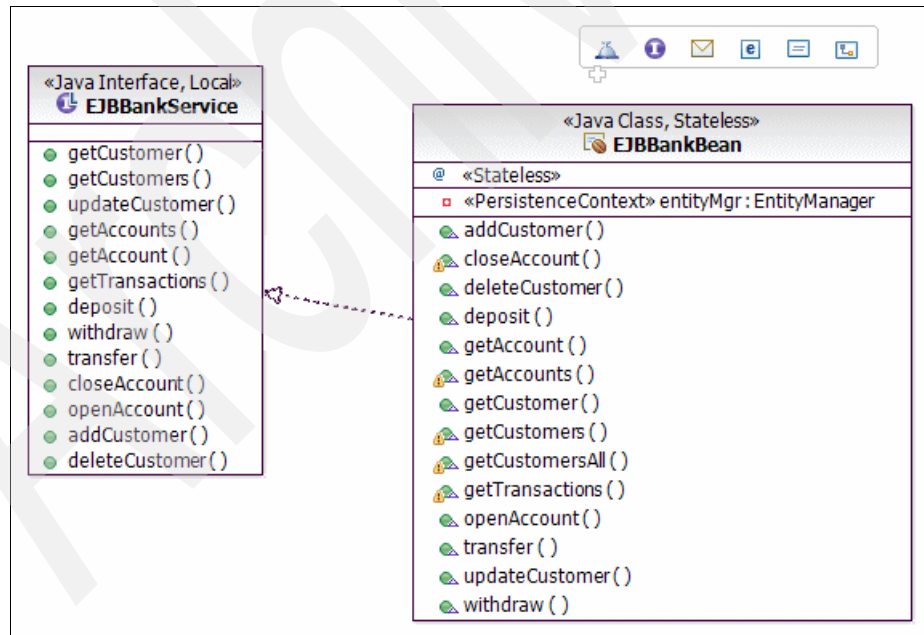 «Java Interface, Local»
EJBBankService
getCustomer ( )
getCustomers ( )
updateCustomer ( )
getAccounts ( )
getAccount ( )
getTransactions ( )
deposit ( )
withdraw ( )
transfer ( )
closeAccount ( )
openAccount ( )
addCustomer ( )
deleteCustomer ( )
«Java Class, Stateless»
EJBBankBean
@ «Stateless»
«PersistenceContext» entityMgr : EntityManager
addCustomer ( )
closeAccount ( )
deleteCustomer ( )
deposit ( )
getAccount ( )
getAccounts ( )
getCustomer ( )
getCustomers ( )
getCustomersAll ( )
getTransactions ( )
openAccount ( )
transfer ( )
updateCustomer ( )
withdraw ( )